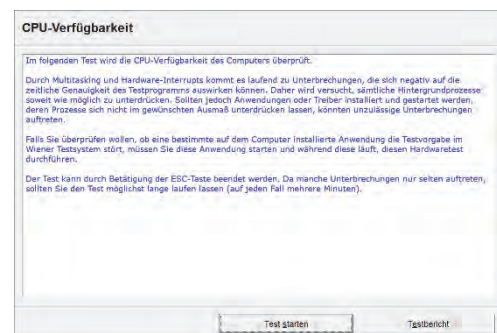 CPU-Verfügbarkeit
Im folgenden Test wird die CPU-Verfügbarkeit des Computers überprüft.
Durch Multitasking und Hardware-Interrupts kommt es laufend zu Unterbrechungen, die sich negativ auf die
zeitliche Genauigkeit des Testprogramms auswirken können. Daher wird versucht, sämtliche Hintergrundprozesse
soweit wie möglich zu unterdrücken. Sollten jedoch Anwendungen oder Treiber installiert und gestartet werden,
deren Prozesse sich nicht im gewünschten Ausmaß unterdrücken lassen, könnten unzulässige Unterbrechungen
auftreten.
Falls Sie überprüfen wollen, ob eine bestimmte auf dem Computer installierte Anwendung die Testvorgabe im
Wiener Testsystem stört, müssen Sie diese Anwendung starten und während diese läuft, diesen Hardwaretest
durchführen.
Der Test kann durch Betätigung der ESC-Taste beendet werden. Da manche Unterbrechungen nur selten auftreten,
sollten Sie den Test möglichst lange laufen lassen (auf jeden Fall mehrere Minuten).
Test starten
Testbericht